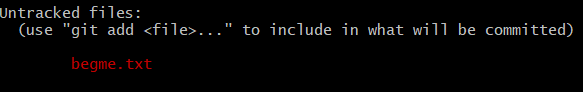 Untracked files:
(use "git add <file>..." to include in what will be committed)
begme.txt